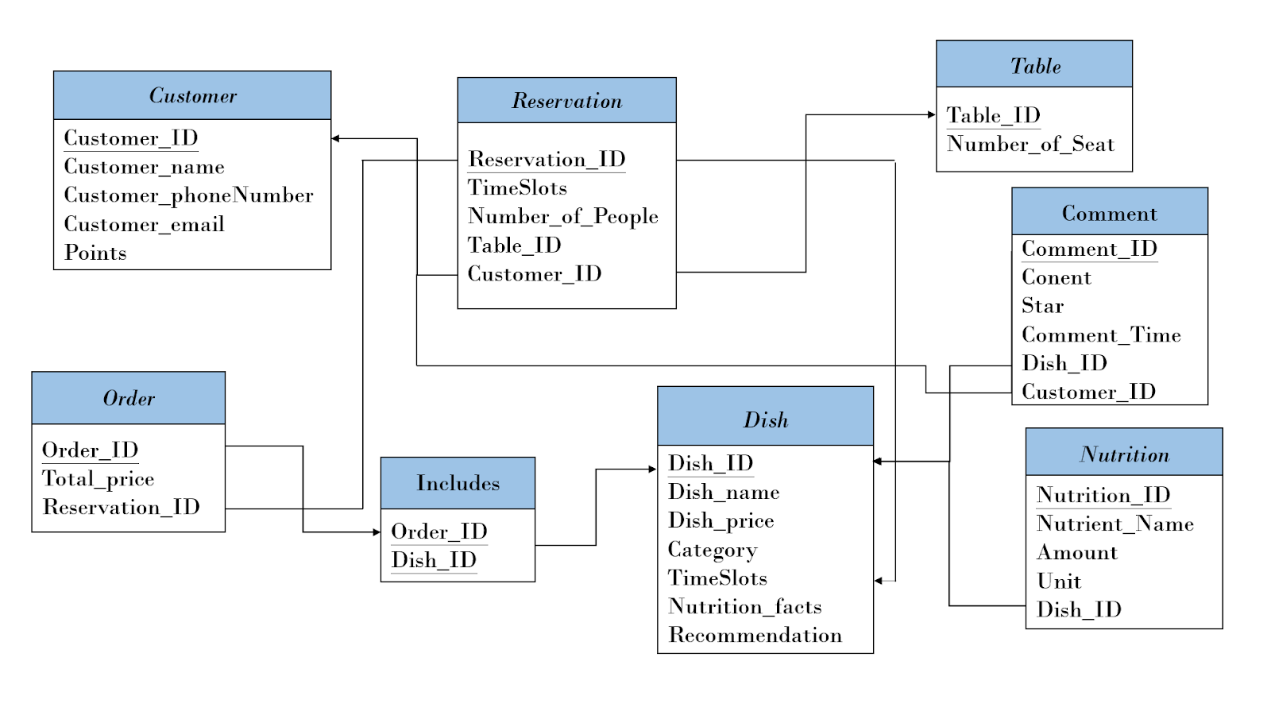 Customer
Customer_ID
Customer_name
Customer_phoneNumber
Customer_email
Points
Reservation
Reservation_ID
TimeSlots
Number_of_People
Table_ID
Customer_ID
Table
Table_ID
Number_of_Seat
Comment
Comment_ID
Conent
Star
Comment_Time
Dish_ID
Customer_ID
Order
Order_ID
Total_price
Reservation_ID
Includes
Order_ID
Dish_ID
Dish
Dish_ID
Dish_name
Dish_price
Category
TimeSlots
Nutrition_facts
Recommendation
Nutrition
Nutrition_ID
Nutrient_Name
Amount
Unit
Dish_ID